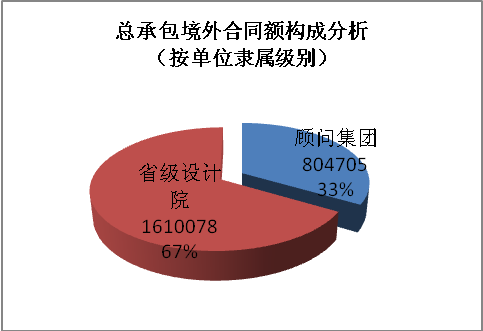 总承包境外合同额构成分析
（按单位隶属级别）
顾问集团
804705
33%
省级设计
院
1610078
67%